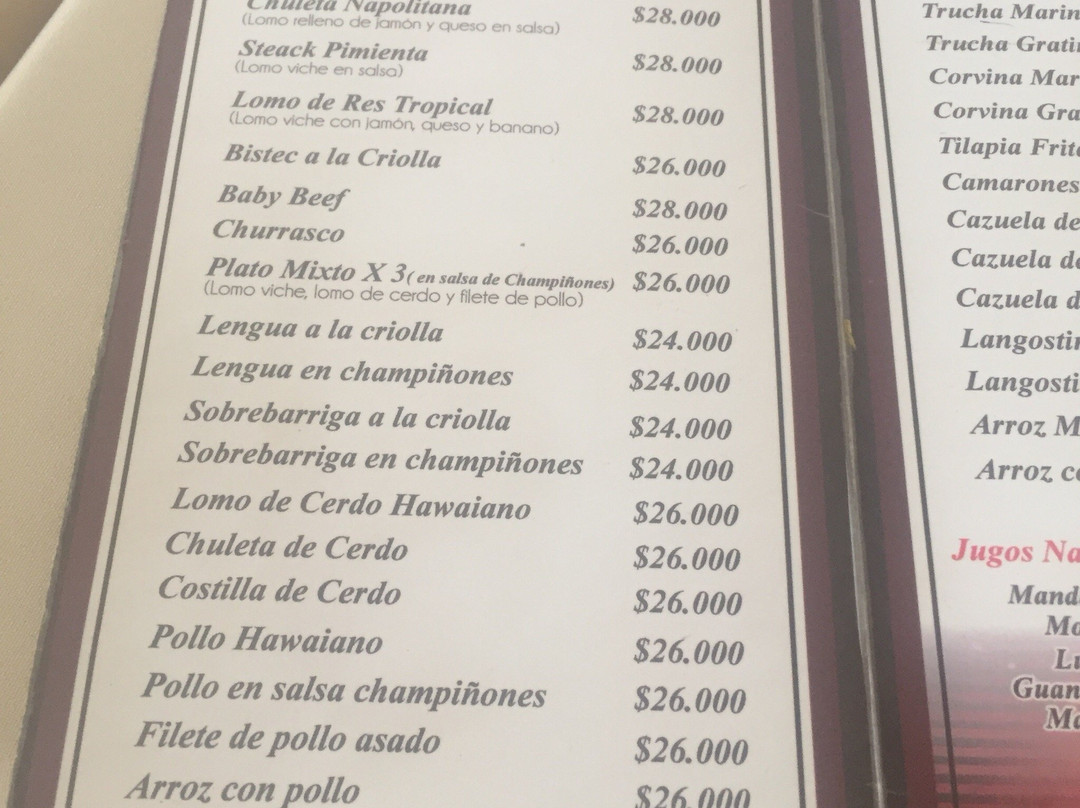 Chuleta Napolitana $28.000
(Lomo relleno de jamón y queso en salsa)
Steack Pimienta $28.000
(Lomo viche en salsa)
Lomo de Res Tropical $28.000
(Lomo viche con jamón, queso y banano)
Bistec a la Criolla $26.000
Baby Beef $28.000
Churrasco $26.000
Plato Mixto X 3 (en salsa de Champiñones) $26.000
(Lomo viche, lomo de cerdo y filete de pollo)
Lengua a la criolla $24.000
Lengua en champiñones $24.000
Sobrebarriga a la criolla $24.000
Sobrebarriga en champiñones $24.000
Lomo de Cerdo Hawaiano $26.000
Chuleta de Cerdo $26.000
Costilla de Cerdo $26.000
Pollo Hawaiano $26.000
Pollo en salsa champiñones $26.000
Filete de pollo asado $26.000
Arroz con pollo $26.000
Trucha
Trucha
Corvina
Corvina
Tilapia
Camarones
Cazuela de
Cazuela
Cazuela
Arroz
Arroz
Jugos